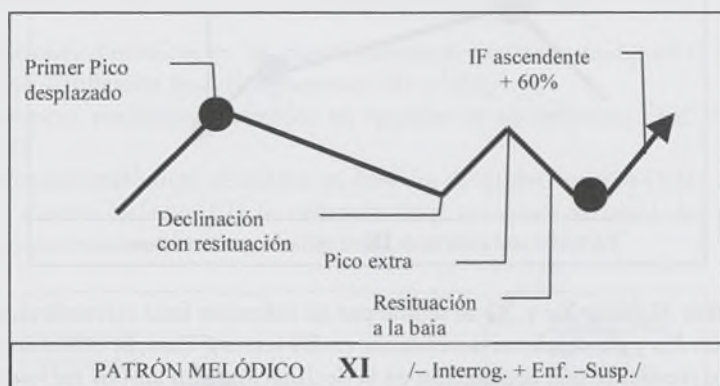 Primer Pico
desplazado
IF ascendente
+ 60%
Declinación
con resituación
Pico extra
Resituación
a la baja
PATRÓN MELÓDICO XI /– Interrog. + Enf. –Susp./